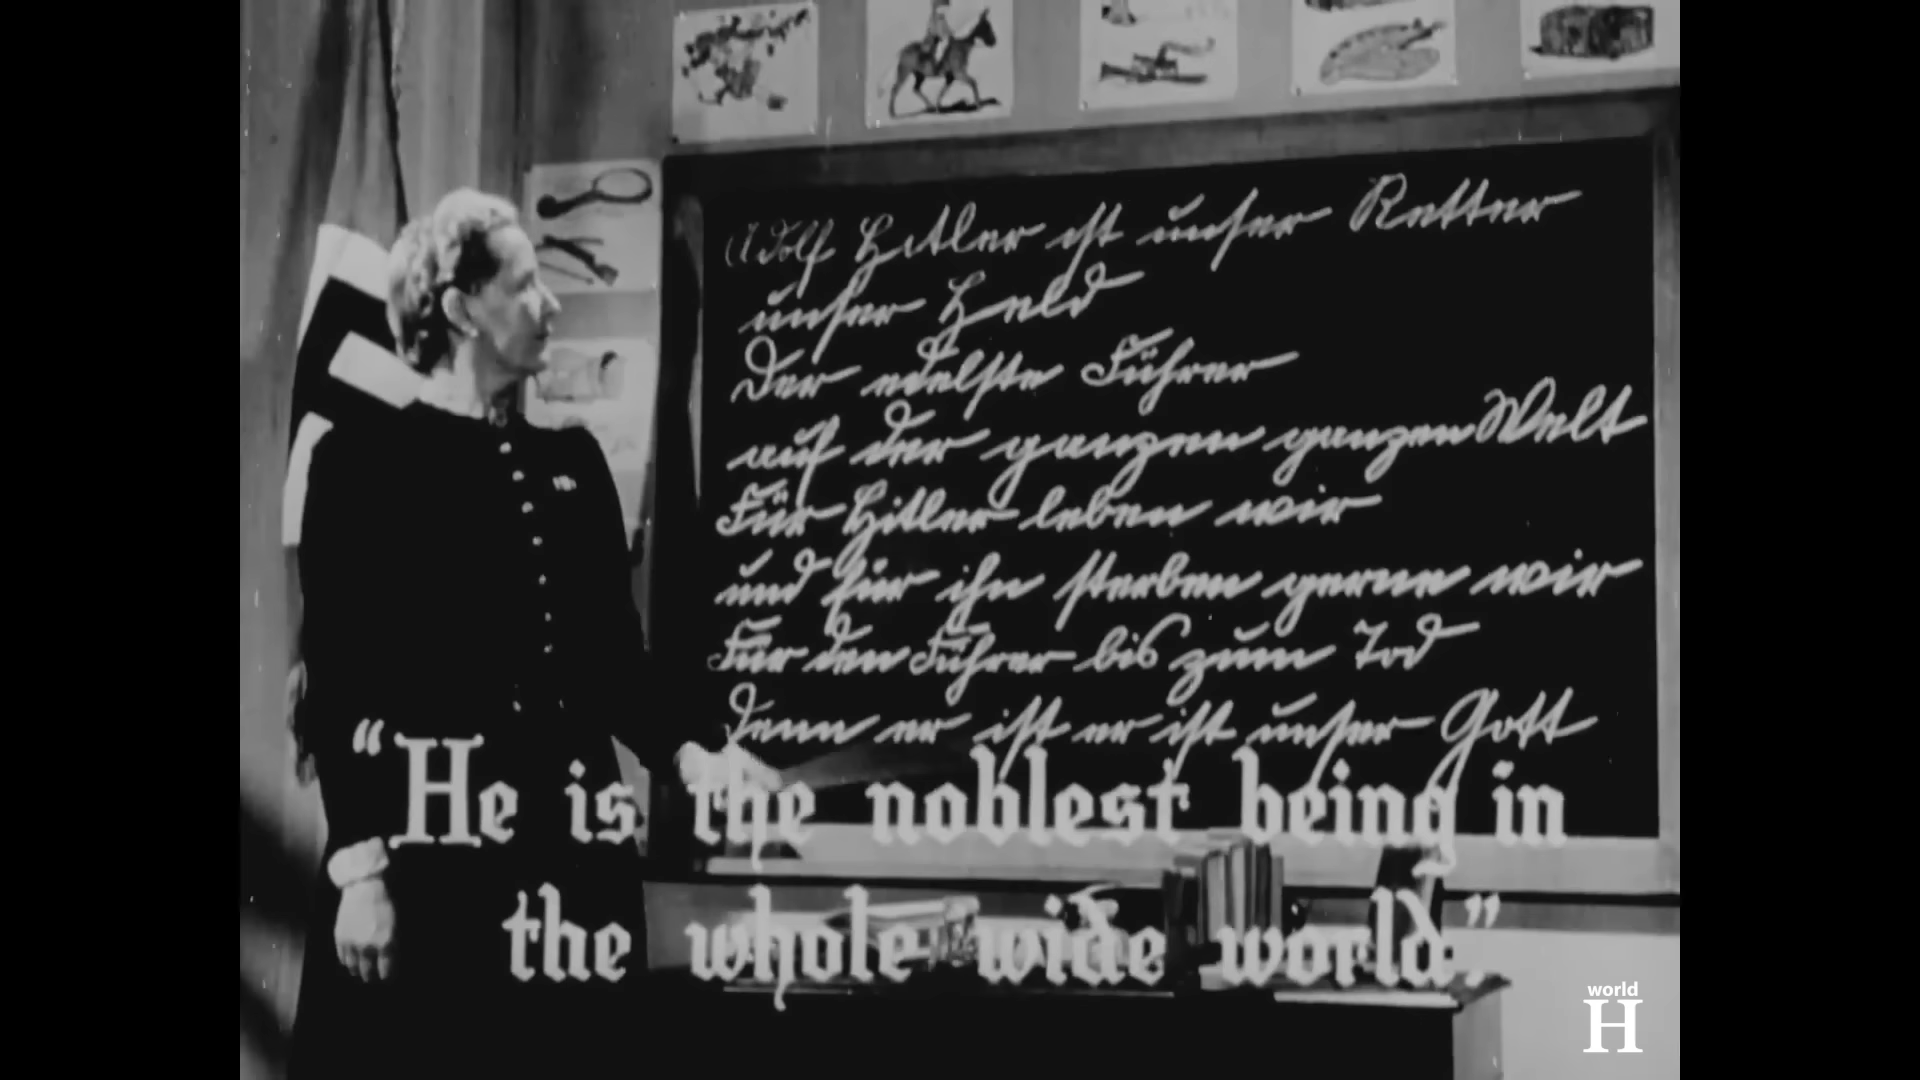 Adolf Hitler ist unser Retter
unser Held
Der edelste Führer
auf der ganzen ganzen Welt
Für Hitler leben wir
und für ihn sterben gerne wir
Für den Führer bis zum Tod
Denn er ist er ist unser Gott
“He is the noblest being in
the whole wide world.”
world
H